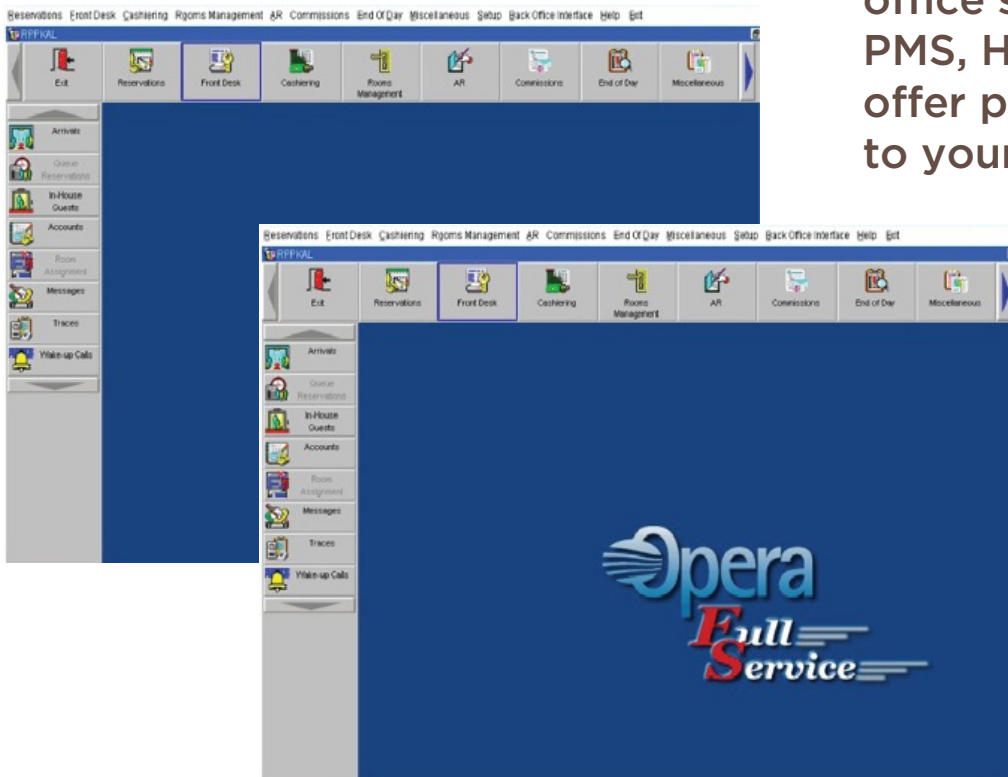 Reservations Front Desk Cashiering Rooms Management AR Commissions End Of Day Miscellaneous Setup Back Office Interface Help Exit
RPPKAL
Exit
Reservations
Front Desk
Cashiering
Rooms
Management
AR
Commissions
End of Day
Miscellaneous
Arrivals
Queue
Reservations
In-House
Guests
Accounts
Room
Assignment
Messages
Traces
Wake-up Calls
office s
PMS, H
offer p
to your
Reservations Front Desk Cashiering Rooms Management AR Commissions End Of Day Miscellaneous Setup Back Office Interface Help Exit
RPPKAL
Exit
Reservations
Front Desk
Cashiering
Rooms
Management
AR
Commissions
End of Day
Miscellaneous
Arrivals
Queue
Reservations
In-House
Guests
Accounts
Room
Assignment
Messages
Traces
Wake-up Calls
Opera
Full
Service